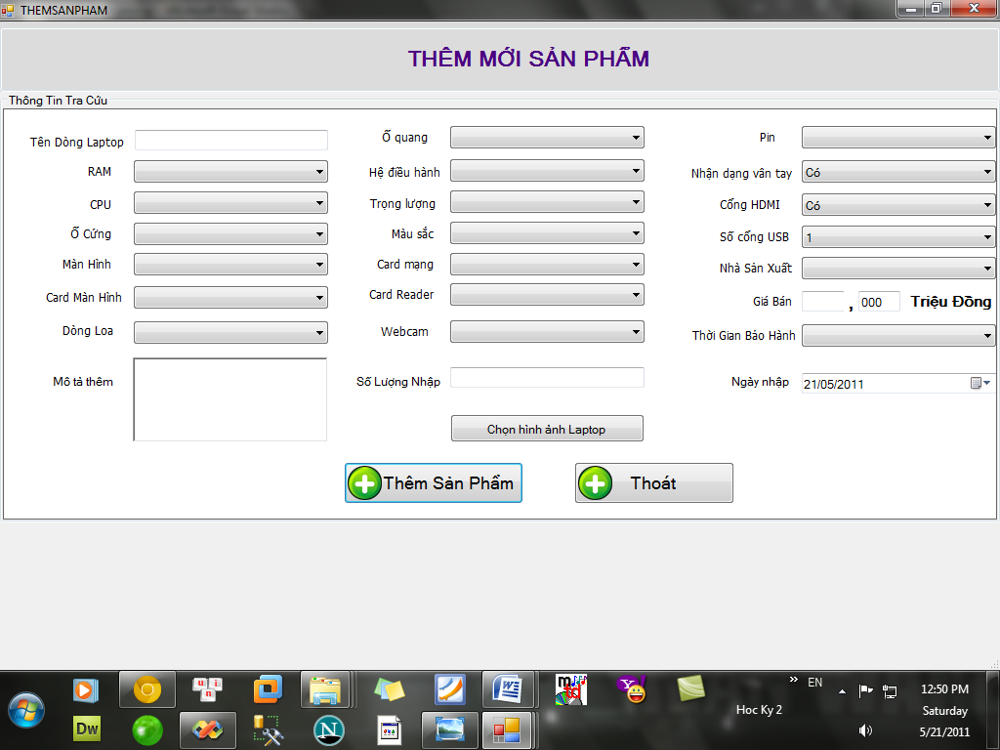 THEMSANPHAM
THÊM MỚI SẢN PHẨM
Thông Tin Tra Cứu
Tên Dòng Laptop
RAM
CPU
Ổ Cứng
Màn Hình
Card Màn Hình
Dòng Loa
Mô tả thêm
Ổ quang
Hệ điều hành
Trọng lượng
Màu sắc
Card mạng
Card Reader
Webcam
Số Lượng Nhập
Chọn hình ảnh Laptop
Pin
Nhận dạng vân tay Có
Cổng HDMI Có
Số cổng USB 1
Nhà Sản Xuất
Giá Bán , 000 Triệu Đồng
Thời Gian Bảo Hành
Ngày nhập 21/05/2011
Thêm Sản Phẩm
Thoát
Dw
N
Hoc Ky 2
EN
12:50 PM
Saturday
5/21/2011